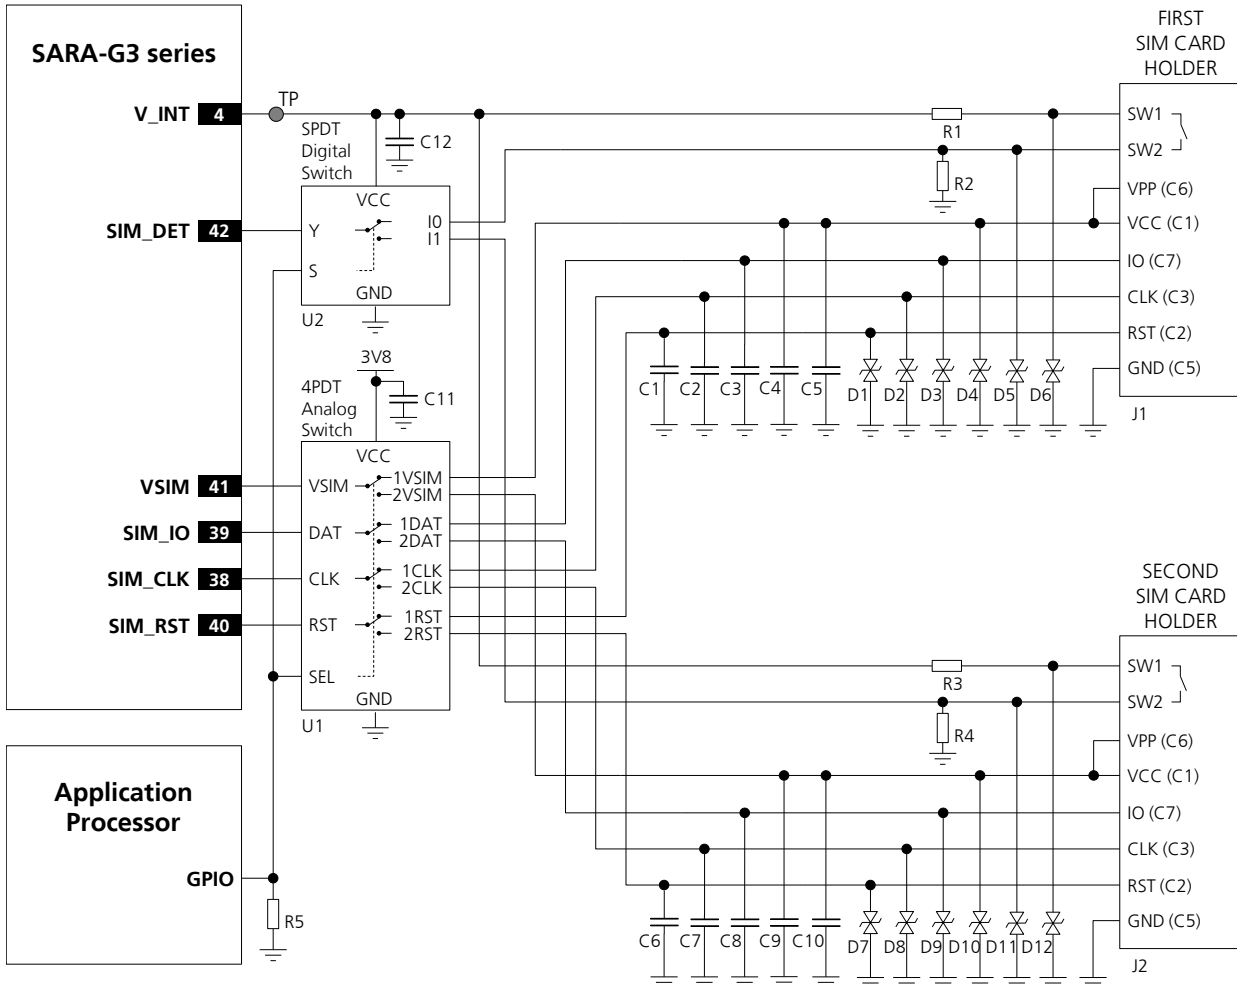 SARA-G3 series
V_INT 4
TP
SPDT
Digital
Switch
C12
VCC
SIM_DET 42
Y
I0
I1
S
GND
U2
3V8
4PDT
Analog
Switch
C11
VCC
VSIM 41
VSIM
1VSIM
2VSIM
SIM_IO 39
DAT
1DAT
2DAT
SIM_CLK 38
CLK
1CLK
2CLK
SIM_RST 40
RST
1RST
2RST
SEL
GND
U1
Application
Processor
GPIO
R5
FIRST
SIM CARD
HOLDER
R1
SW1
R2
SW2
VPP (C6)
VCC (C1)
IO (C7)
CLK (C3)
RST (C2)
GND (C5)
C1 C2 C3 C4 C5 D1 D2 D3 D4 D5 D6
J1
SECOND
SIM CARD
HOLDER
R3
SW1
R4
SW2
VPP (C6)
VCC (C1)
IO (C7)
CLK (C3)
RST (C2)
GND (C5)
C6 C7 C8 C9 C10 D7 D8 D9 D10 D11 D12
J2